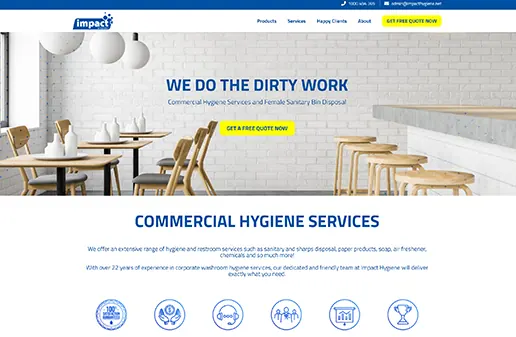 admin@impacthygiene.net
impact
Products Services Happy Clients About GET FREE QUOTE NOW
WE DO THE DIRTY WORK
Commercial Hygiene Services and Female Sanitary Bin Disposal
GET A FREE QUOTE NOW
COMMERCIAL HYGIENE SERVICES
We offer an extensive range of hygiene and restroom services such as sanitary and sharps disposal, paper products, soap, air freshener,
chemicals and so much more!
With over 22 years of experience in corporate washroom hygiene services, our dedicated and friendly team at Impact Hygiene will deliver
exactly what you need.
100%
SATISFACTION